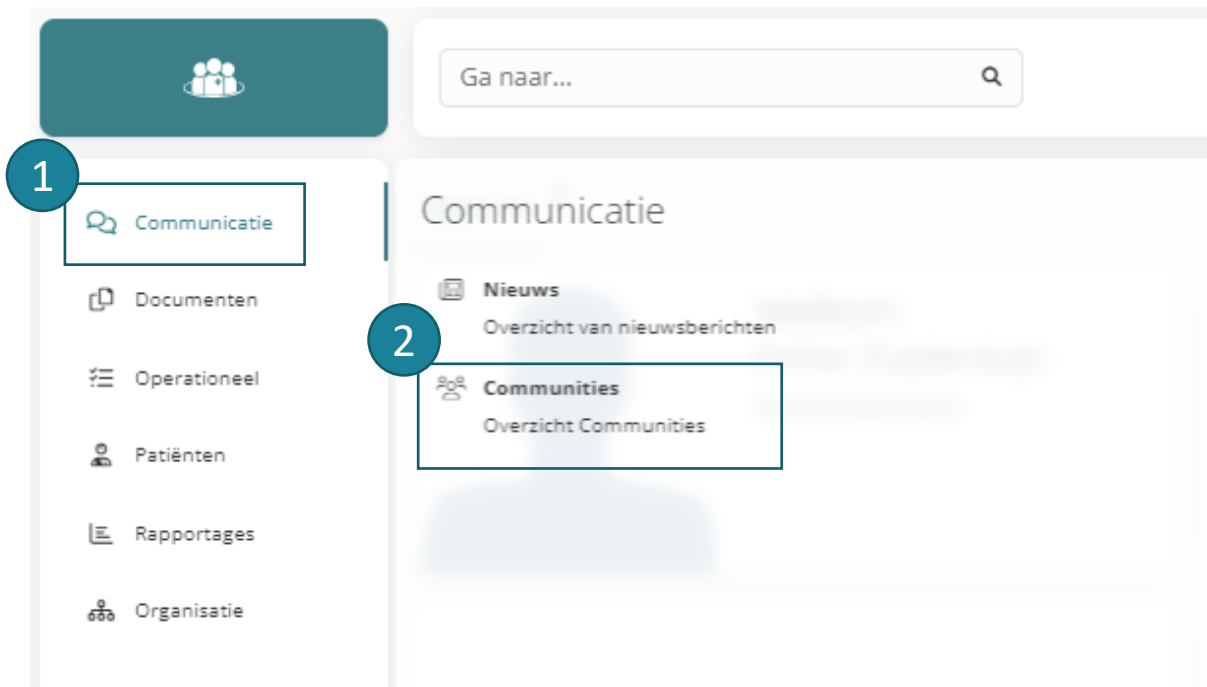 Ga naar...
1
Communicatie
Documenten
Operationeel
Patiënten
Rapportages
Organisatie
Communicatie
Nieuws
Overzicht van nieuwsberichten
2
Communities
Overzicht Communities